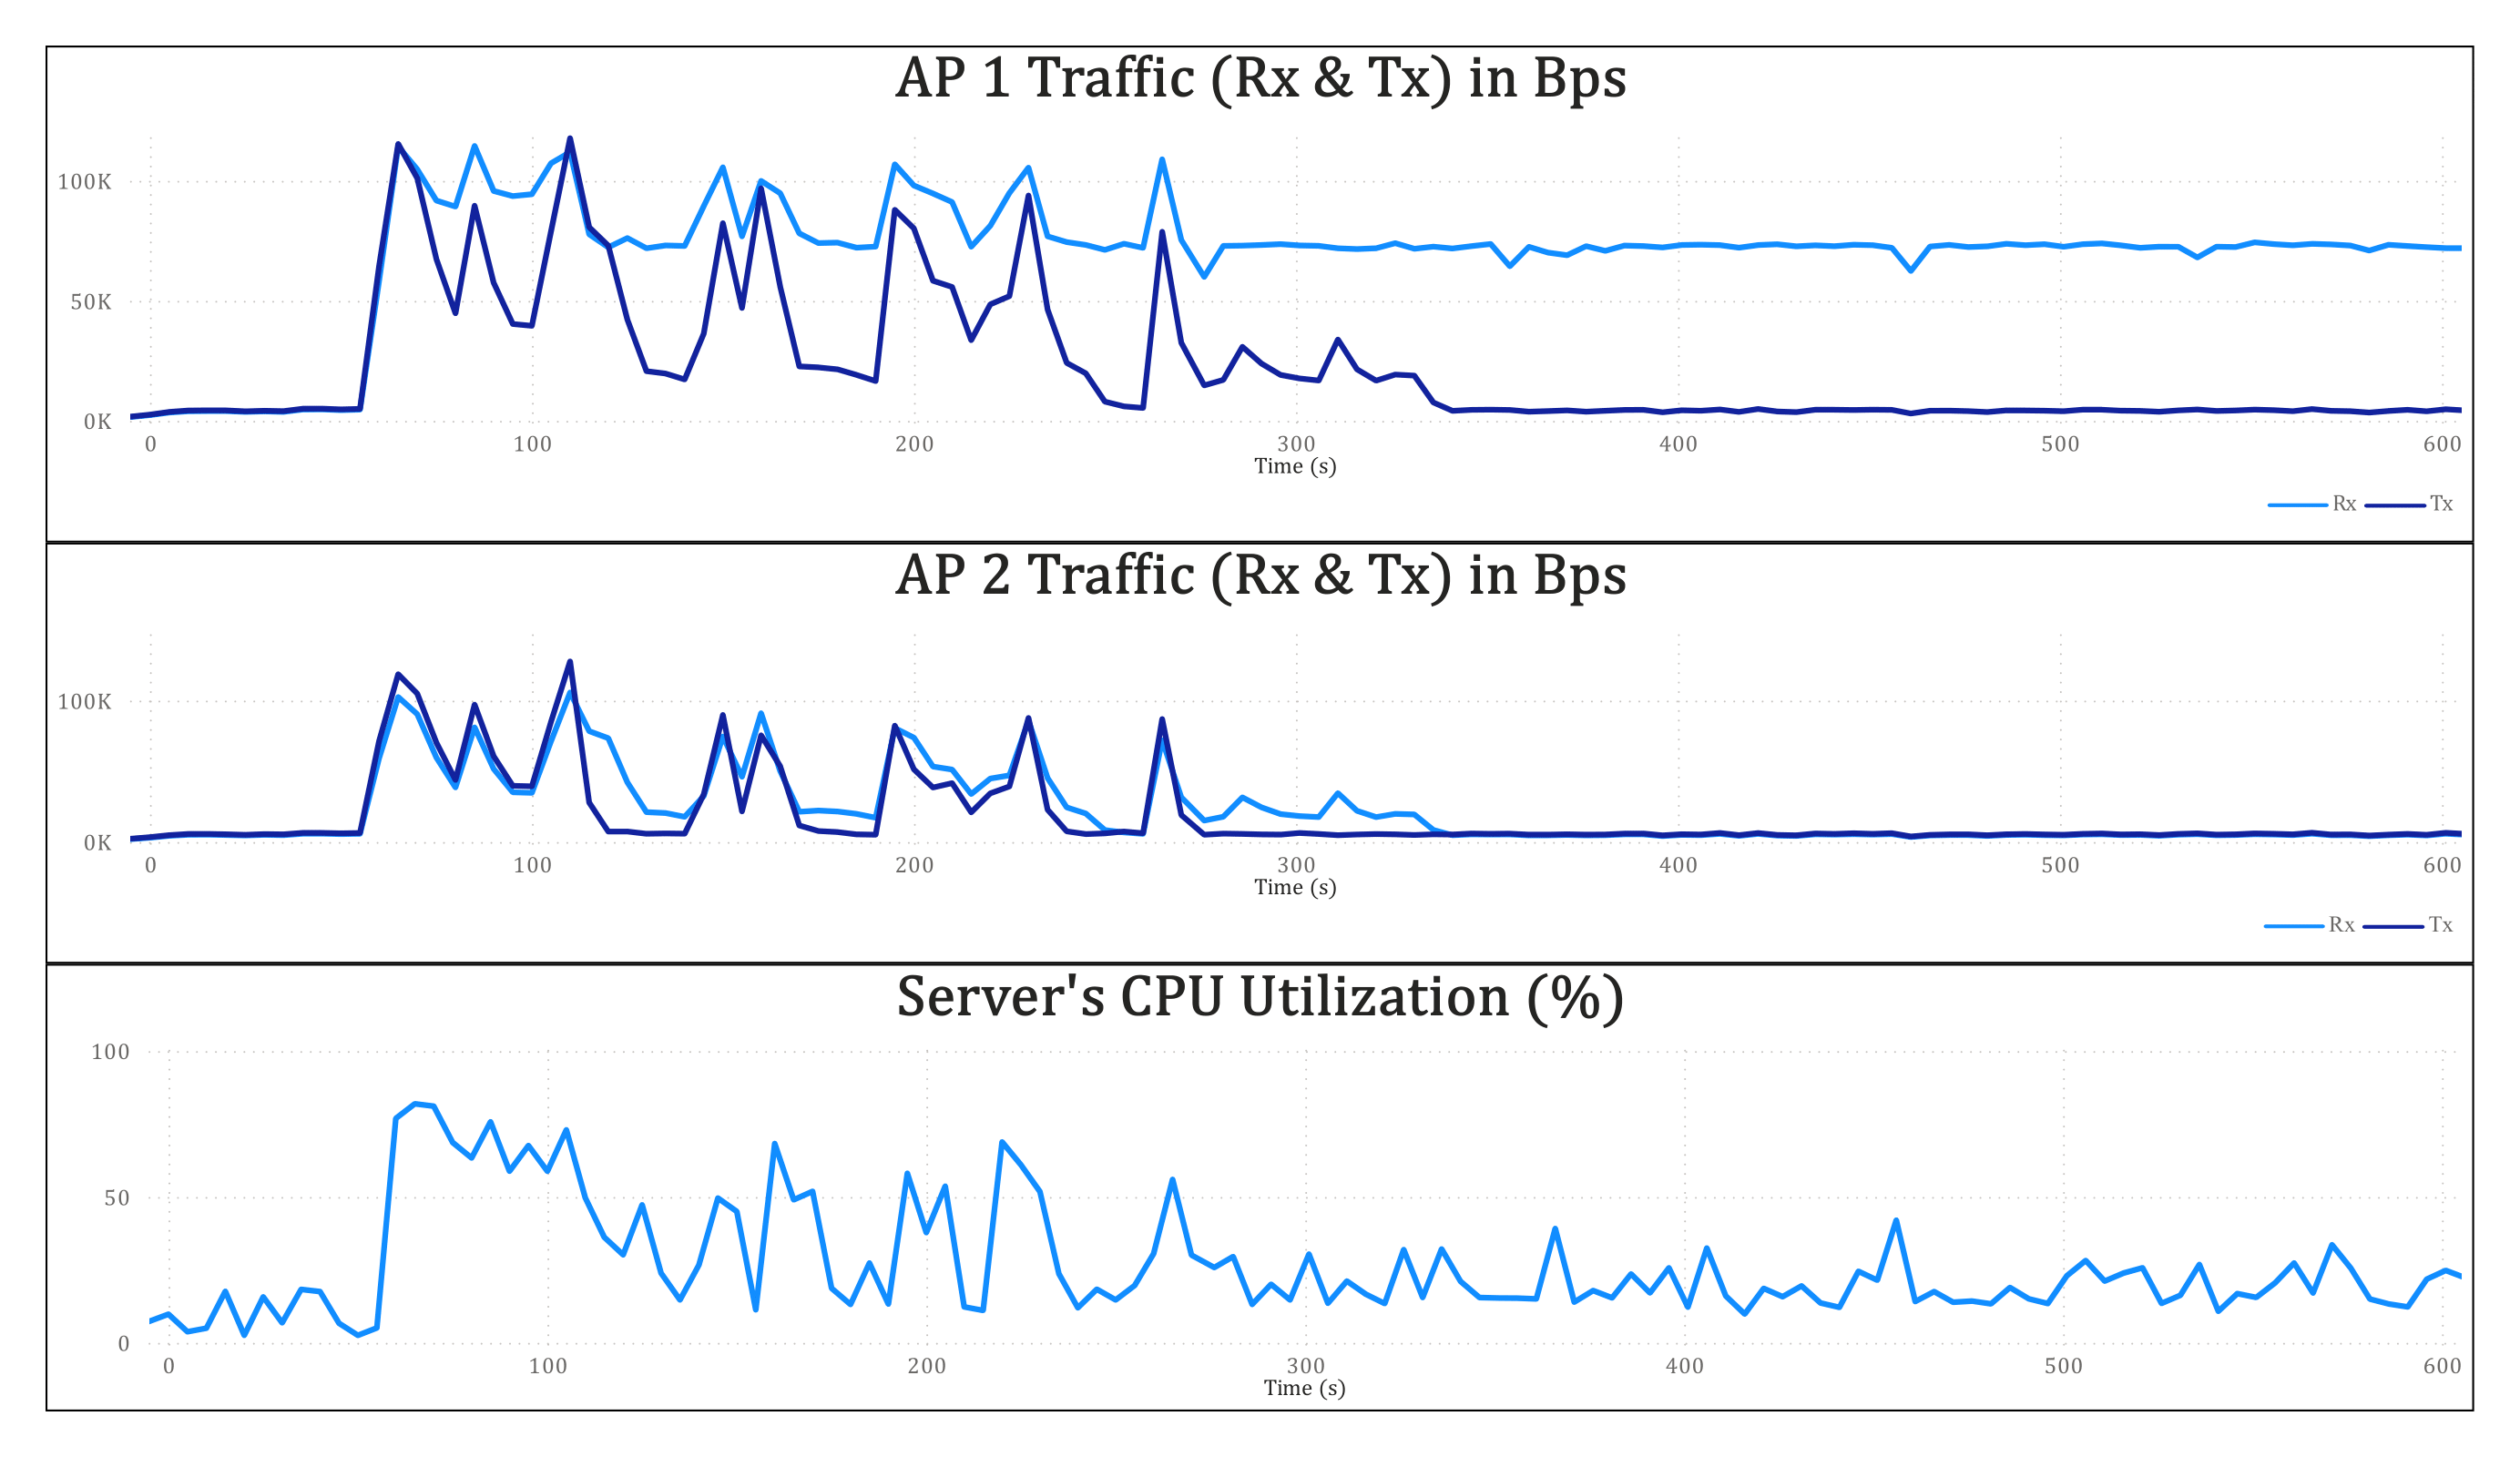 AP 1 Traffic (Rx & Tx) in Bps
100K
50K
0K
0 100 200 300 400 500 600
Time (s)
Rx Tx
AP 2 Traffic (Rx & Tx) in Bps
100K
0K
0 100 200 300 400 500 600
Time (s)
Rx Tx
Server's CPU Utilization (%)
100
50
0
0 100 200 300 400 500 600
Time (s)